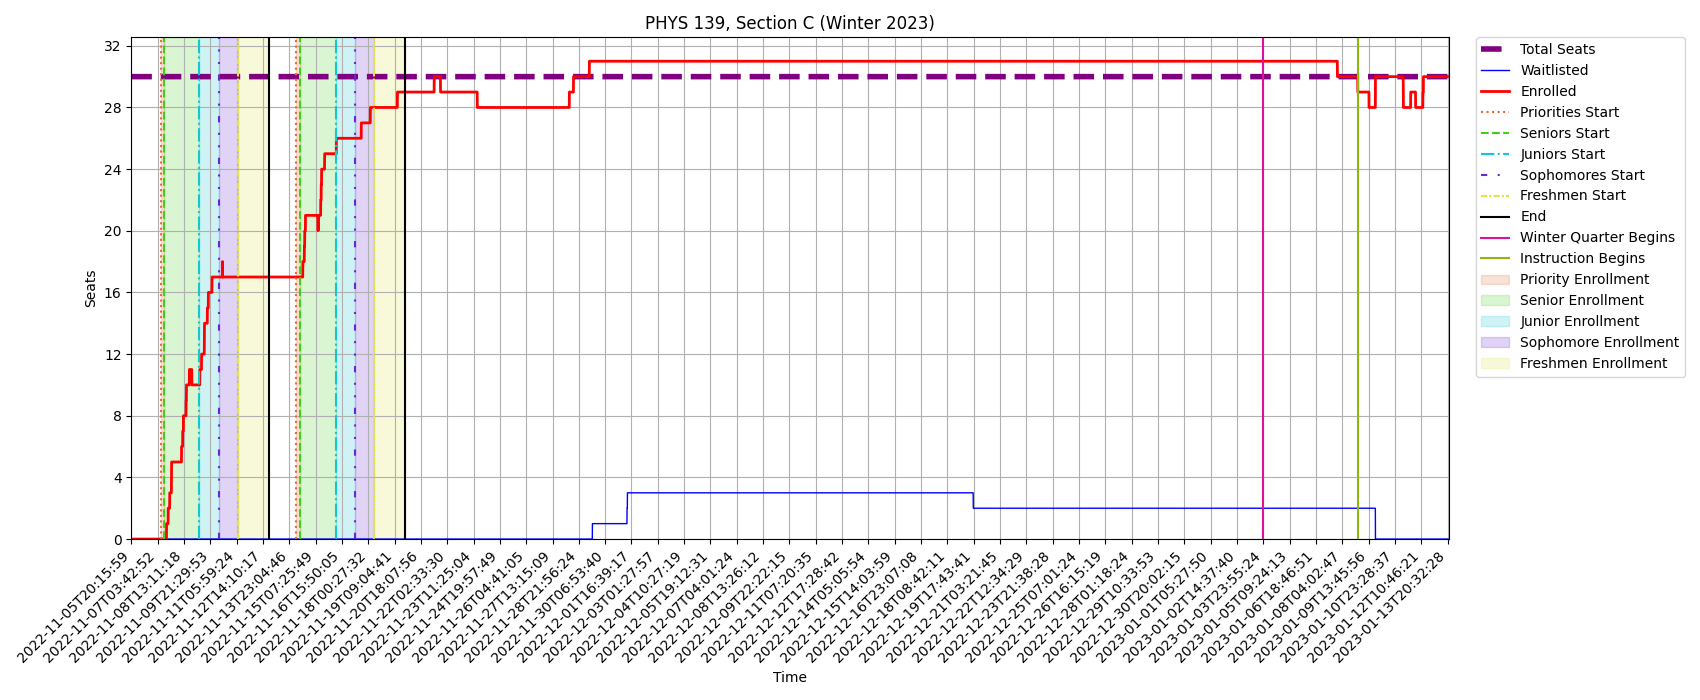 PHYS 139, Section C (Winter 2023)
Seats
32
28
24
20
16
12
8
4
0
2022-11-05T20:15:59
2022-11-07T03:42:52
2022-11-08T13:11:18
2022-11-09T21:29:53
2022-11-11T05:59:24
2022-11-12T14:10:17
2022-11-13T23:04:46
2022-11-15T07:25:49
2022-11-16T15:50:05
2022-11-18T00:27:32
2022-11-19T09:04:41
2022-11-20T18:07:56
2022-11-22T02:33:30
2022-11-23T11:25:04
2022-11-24T19:57:49
2022-11-26T04:41:05
2022-11-27T13:15:09
2022-11-28T21:56:24
2022-11-30T06:53:40
2022-12-01T16:39:17
2022-12-03T01:27:57
2022-12-04T10:27:19
2022-12-05T19:12:31
2022-12-07T04:01:24
2022-12-08T13:26:12
2022-12-09T22:22:15
2022-12-11T07:20:35
2022-12-12T17:28:42
2022-12-14T05:05:54
2022-12-15T14:03:59
2022-12-16T23:07:08
2022-12-18T08:42:11
2022-12-19T17:43:41
2022-12-21T03:21:45
2022-12-22T12:34:29
2022-12-23T21:38:28
2022-12-25T07:01:24
2022-12-26T16:15:19
2022-12-28T01:18:24
2022-12-29T10:33:53
2022-12-30T20:02:15
2023-01-01T05:27:50
2023-01-02T14:37:40
2023-01-03T23:55:24
2023-01-05T09:24:13
2023-01-06T18:46:51
2023-01-08T04:02:47
2023-01-09T13:45:56
2023-01-10T23:28:37
2023-01-12T10:46:21
2023-01-13T20:32:28
Time
Total Seats
Waitlisted
Enrolled
Priorities Start
Seniors Start
Juniors Start
Sophomores Start
Freshmen Start
End
Winter Quarter Begins
Instruction Begins
Priority Enrollment
Senior Enrollment
Junior Enrollment
Sophomore Enrollment
Freshmen Enrollment